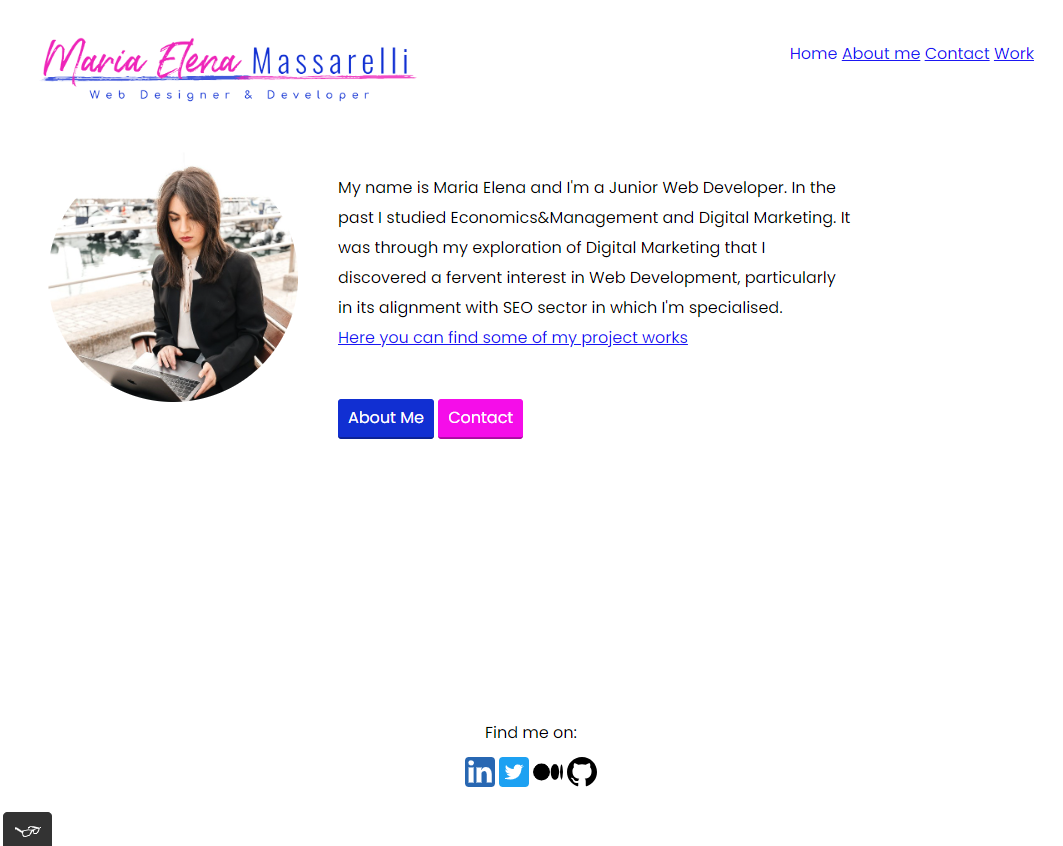 Maria Elena Massarelli
Web Designer & Developer
Home About me Contact Work
My name is Maria Elena and I'm a Junior Web Developer. In the
past I studied Economics&Management and Digital Marketing. It
was through my exploration of Digital Marketing that I
discovered a fervent interest in Web Development, particularly
in its alignment with SEO sector in which I'm specialised.
Here you can find some of my project works
About Me Contact
Find me on:
in